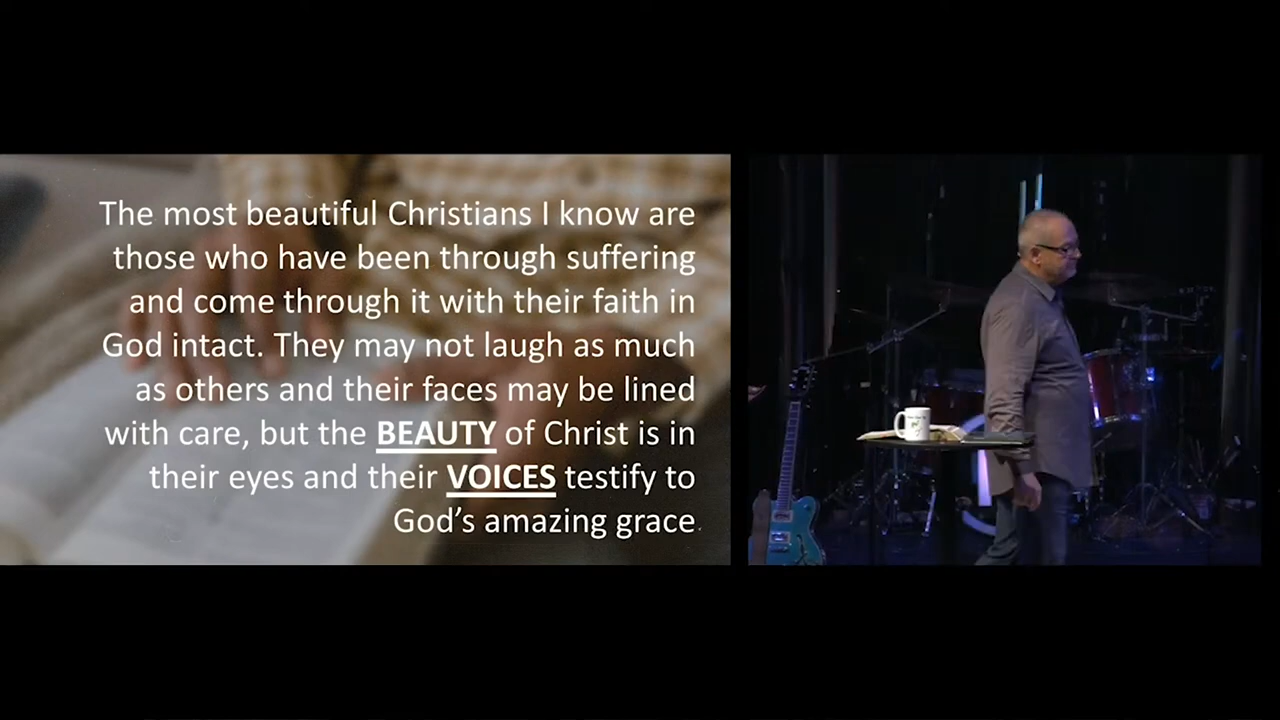 The most beautiful Christians I know are
those who have been through suffering
and come through it with their faith in
God intact. They may not laugh as much
as others and their faces may be lined
with care, but the BEAUTY of Christ is in
their eyes and their VOICES testify to
God’s amazing grace.